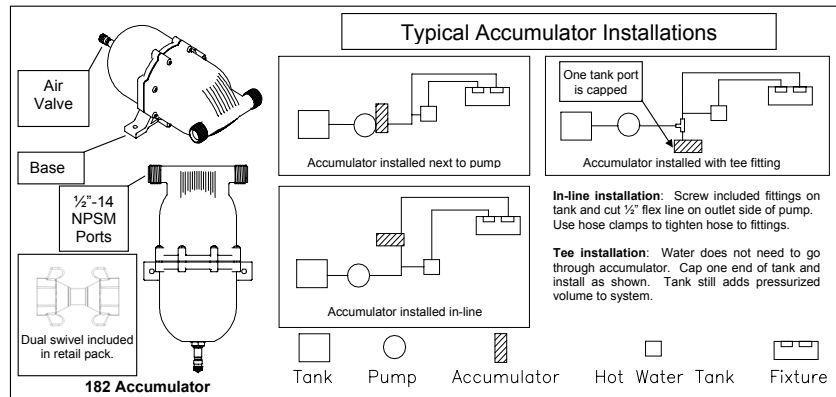 Typical Accumulator Installations
Air
Valve
Base
½"-14
NPSM
Ports
Dual swivel included
in retail pack.
182 Accumulator
Accumulator installed next to pump
One tank port
is capped
Accumulator installed with tee fitting
Accumulator installed in-line
In-line installation: Screw included fittings on
tank and cut ½" flex line on outlet side of pump.
Use hose clamps to tighten hose to fittings.
Tee installation: Water does not need to go
through accumulator. Cap one end of tank and
install as shown. Tank still adds pressurized
volume to system.
Tank Pump Accumulator Hot Water Tank Fixture